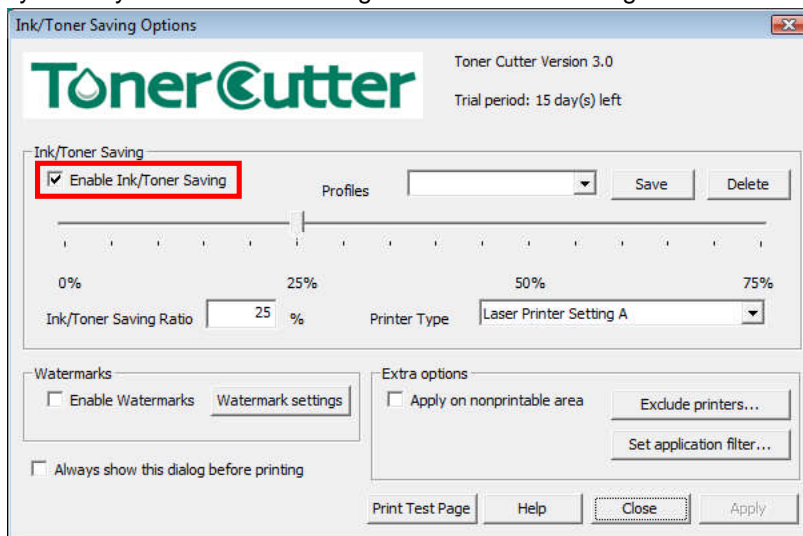 Ink/Toner Saving Options
Toner Cutter
Toner Cutter Version 3.0
Trial period: 15 day(s) left
Ink/Toner Saving
Enable Ink/Toner Saving
Profiles
Save
Delete
0% 25% 50% 75%
Ink/Toner Saving Ratio 25 %
Printer Type Laser Printer Setting A
Watermarks
Enable Watermarks Watermark settings
Extra options
Apply on nonprintable area
Exclude printers...
Set application filter...
Always show this dialog before printing
Print Test Page Help Close Apply